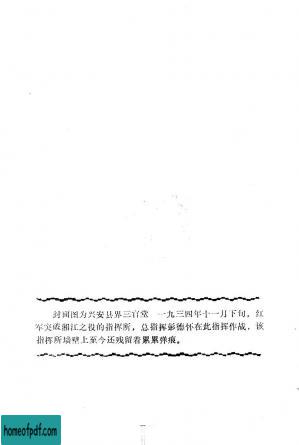 封面图为兴安县界三官堂 一九三四年十一月下旬，红
军突破湘江之役的指挥所，总指挥彭德怀在此指挥作战，该
指挥所墙壁上至今还残留着累累弹痕。
homeofpdf.com